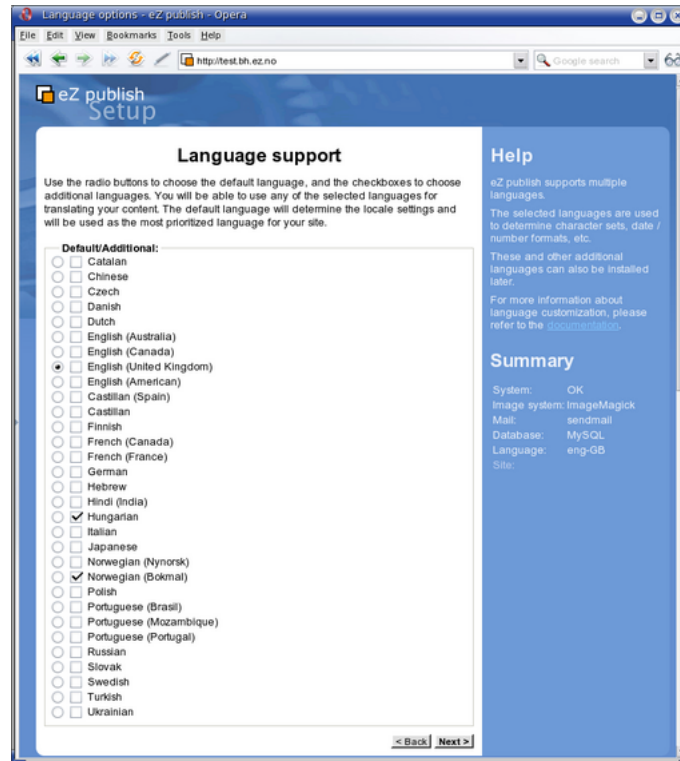 Language options - eZ publish - Opera
File Edit View Bookmarks Tools Help
http://test.bh.ez.no
Google search
eZ publish
Setup
Language support
Use the radio buttons to choose the default language, and the checkboxes to choose
additional languages. You will be able to use any of the selected languages for
translating your content. The default language will determine the locale settings and
will be used as the most prioritized language for your site.
Default/Additional:
Catalan
Chinese
Czech
Danish
Dutch
English (Australia)
English (Canada)
English (United Kingdom)
English (American)
Castilian (Spain)
Castilian
Finnish
French (Canada)
French (France)
German
Hebrew
Hindi (India)
Hungarian
Italian
Japanese
Norwegian (Nynorsk)
Norwegian (Bokmal)
Polish
Portuguese (Brasil)
Portuguese (Mozambique)
Portuguese (Portugal)
Russian
Slovak
Swedish
Turkish
Ukrainian
< Back Next >
Help
eZ publish supports multiple
languages.
The selected languages are used
to determine character sets, date /
number formats, etc.
These and other additional
languages can also be installed
later.
For more information about
language customization, please
refer to the documentation.
Summary
System: OK
Image system: ImageMagick
Mail: sendmail
Database: MySQL
Language: eng-GB
Site: